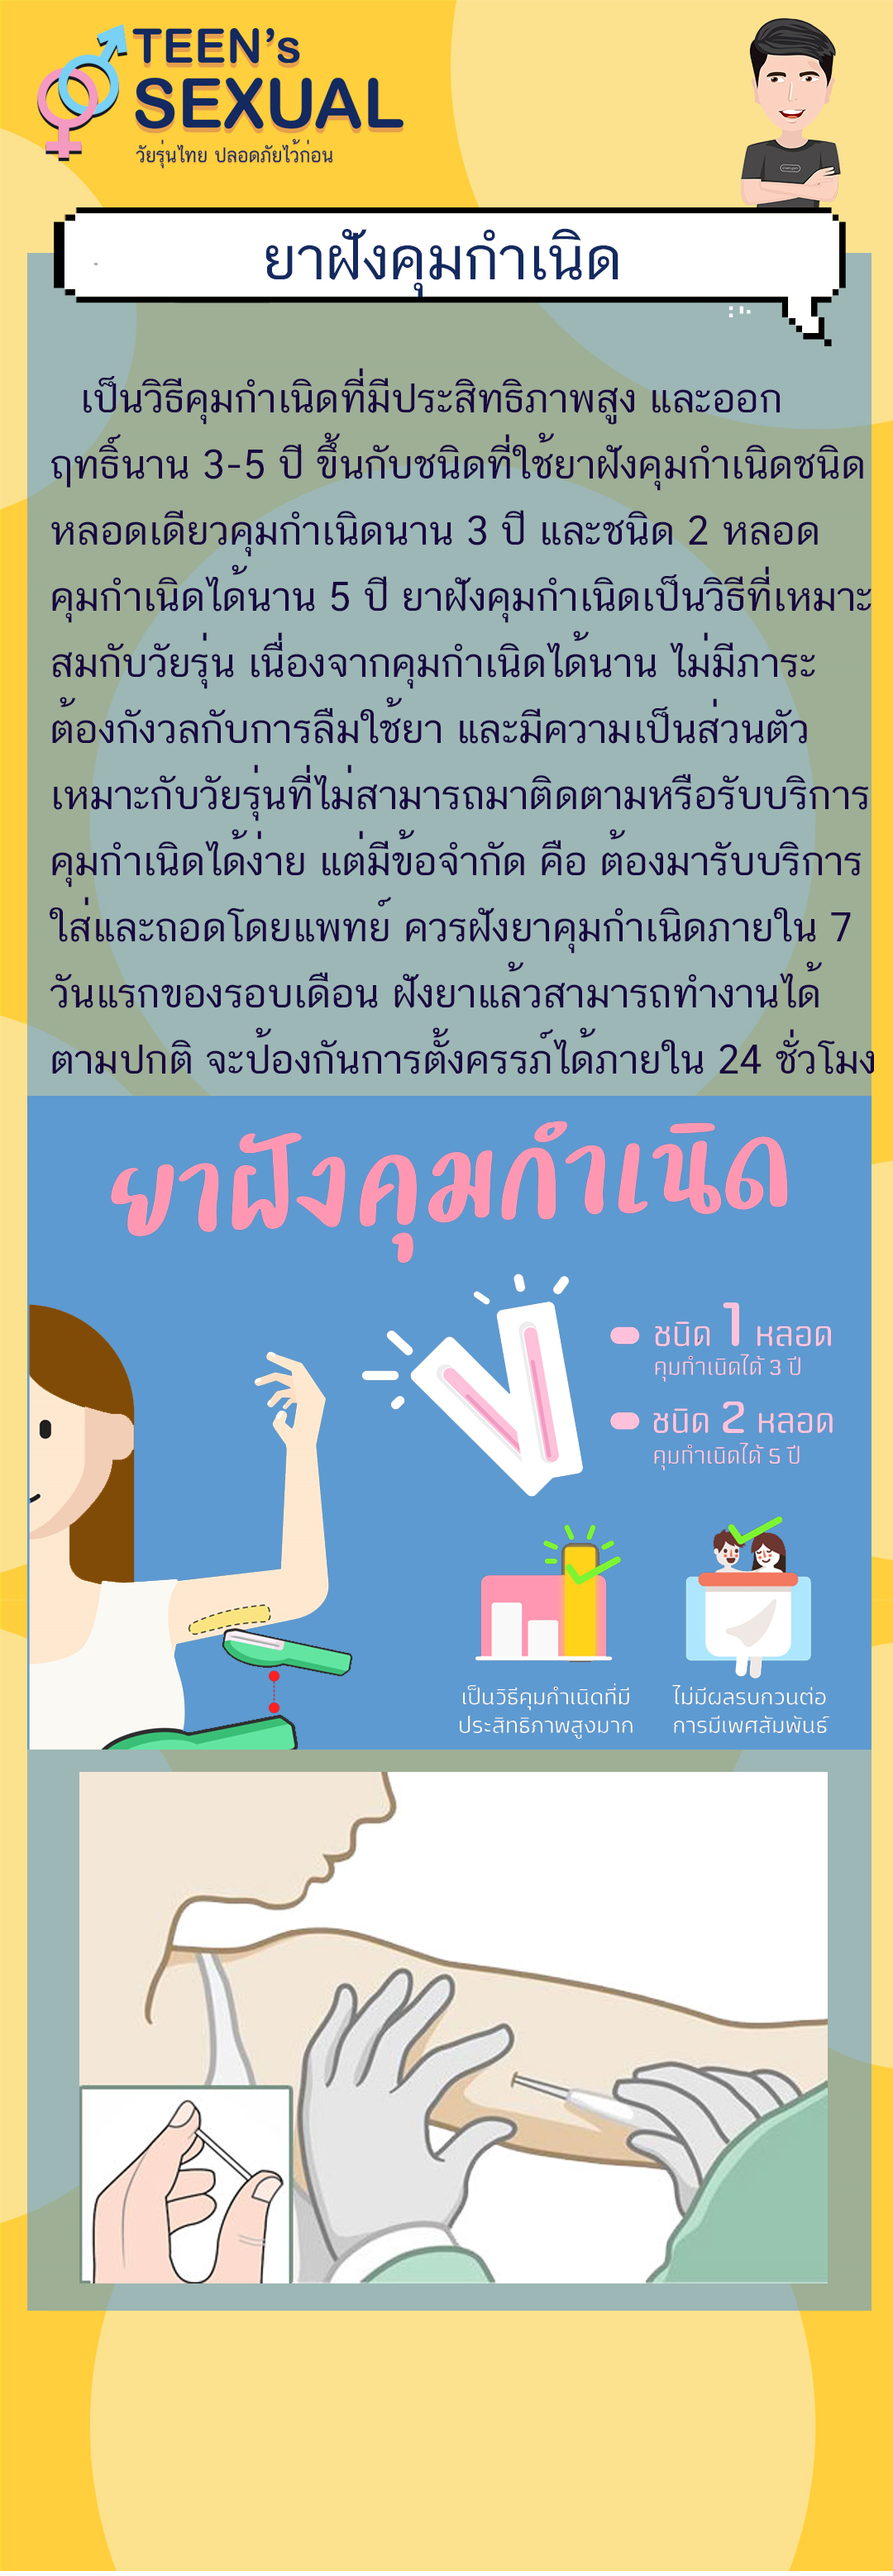 TEEN's
SEXUAL
วัยรุ่นไทย ปลอดภัยไว้ก่อน
ยาฝังคุมกำเนิด
เป็นวิธีคุมกำเนิดที่มีประสิทธิภาพสูง และออก
ฤทธิ์นาน 3-5 ปี ขึ้นกับชนิดที่ใช้ยาฝังคุมกำเนิดชนิด
หลอดเดียวคุมกำเนิดนาน 3 ปี และชนิด 2 หลอด
คุมกำเนิดได้นาน 5 ปี ยาฝังคุมกำเนิดเป็นวิธีที่เหมาะ
สมกับวัยรุ่น เนื่องจากคุมกำเนิดได้นาน ไม่มีภาระ
ต้องกังวลกับการลืมใช้ยา และมีความเป็นส่วนตัว
เหมาะกับวัยรุ่นที่ไม่สามารถมาติดตามหรือรับบริการ
คุมกำเนิดได้ง่าย แต่มีข้อจำกัด คือ ต้องมารับบริการ
ใส่และถอดโดยแพทย์ ควรฝังยาคุมกำเนิดภายใน 7
วันแรกของรอบเดือน ฝังยาแล้วสามารถทำงานได้
ตามปกติ จะป้องกันการตั้งครรภ์ได้ภายใน 24 ชั่วโมง
ยาฝังคุมกำเนิด
ชนิด 1 หลอด
คุมกำเนิดได้ 3 ปี
ชนิด 2 หลอด
คุมกำเนิดได้ 5 ปี
เป็นวิธีคุมกำเนิดที่มี
ประสิทธิภาพสูงมาก
ไม่มีผลรบกวนต่อ
การมีเพศสัมพันธ์